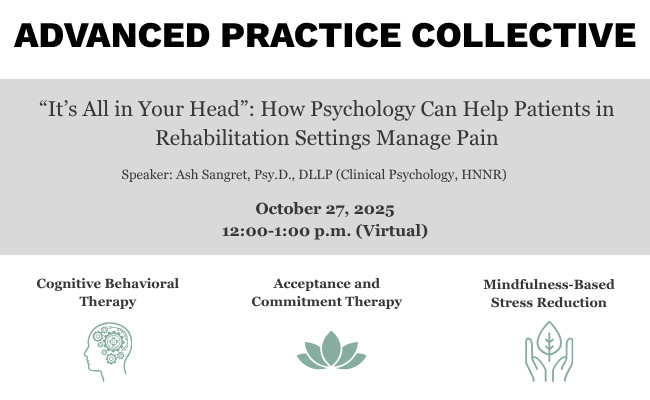 ADVANCED PRACTICE COLLECTIVE
“It’s All in Your Head”: How Psychology Can Help Patients in
Rehabilitation Settings Manage Pain
Speaker: Ash Sangret, Psy.D., DLLP (Clinical Psychology, HNNR)
October 27, 2025
12:00-1:00 p.m. (Virtual)
Cognitive Behavioral
Therapy
Acceptance and
Commitment Therapy
Mindfulness-Based
Stress Reduction